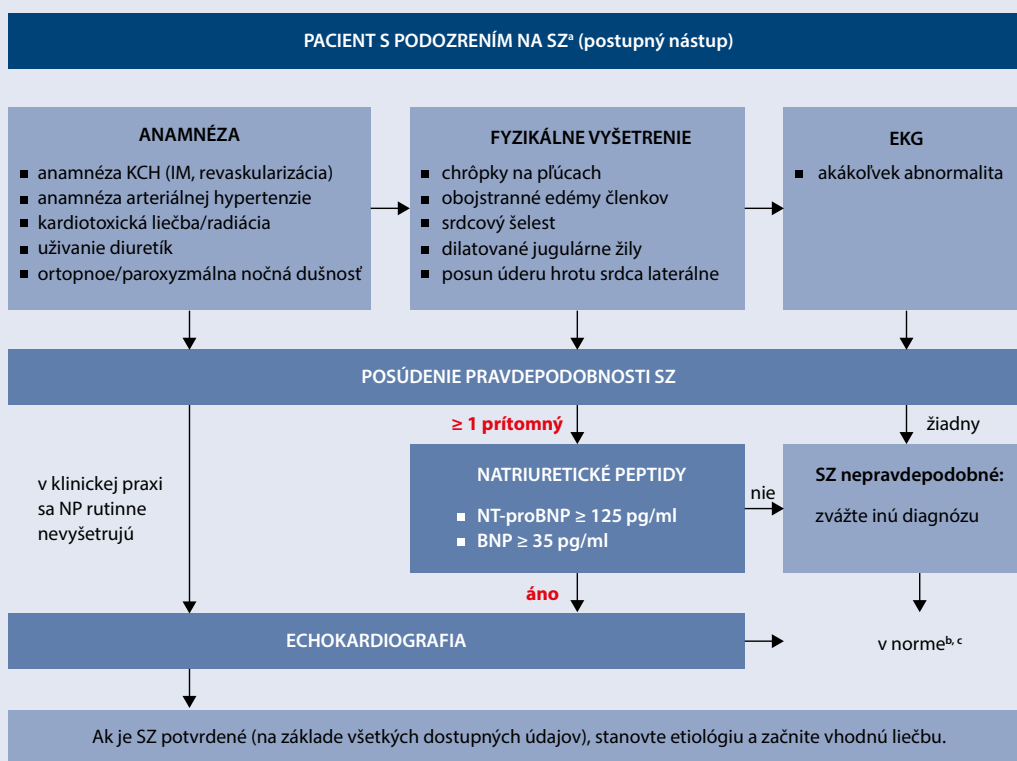 PACIENT S PODOZRENÍM NA SZᵃ (postupný nástup)
ANAMNÉZA
■ anamnéza KCH (IM, revaskularizácia)
■ anamnéza arteriálnej hypertenzie
■ kardiotoxická liečba/radiácia
■ uživanie diuretík
■ ortopnoe/paroxyzmálna nočná dušnosť
FYZIKÁLNE VYŠETRENIE
■ chrôpky na pľúcach
■ obojstranné edémy členkov
■ srdcový šelest
■ dilatované jugulárne žily
■ posun úderu hrotu srdca laterálne
EKG
■ akákoľvek abnormalita
POSÚDENIE PRAVDEPODOBNOSTI SZ
≥ 1 prítomný
žiadny
v klinickej praxi
sa NP rutinne
nevyšetrujú
NATRIURETICKÉ PEPTIDY
■ NT-proBNP ≥ 125 pg/ml
■ BNP ≥ 35 pg/ml
nie
SZ nepravdepodobné:
zvážte inú diagnózu
áno
ECHOKARDIOGRAFIA
v normeᵇ, ᶜ
Ak je SZ potvrdené (na základe všetkých dostupných údajov), stanovte etiológiu a začnite vhodnú liečbu.